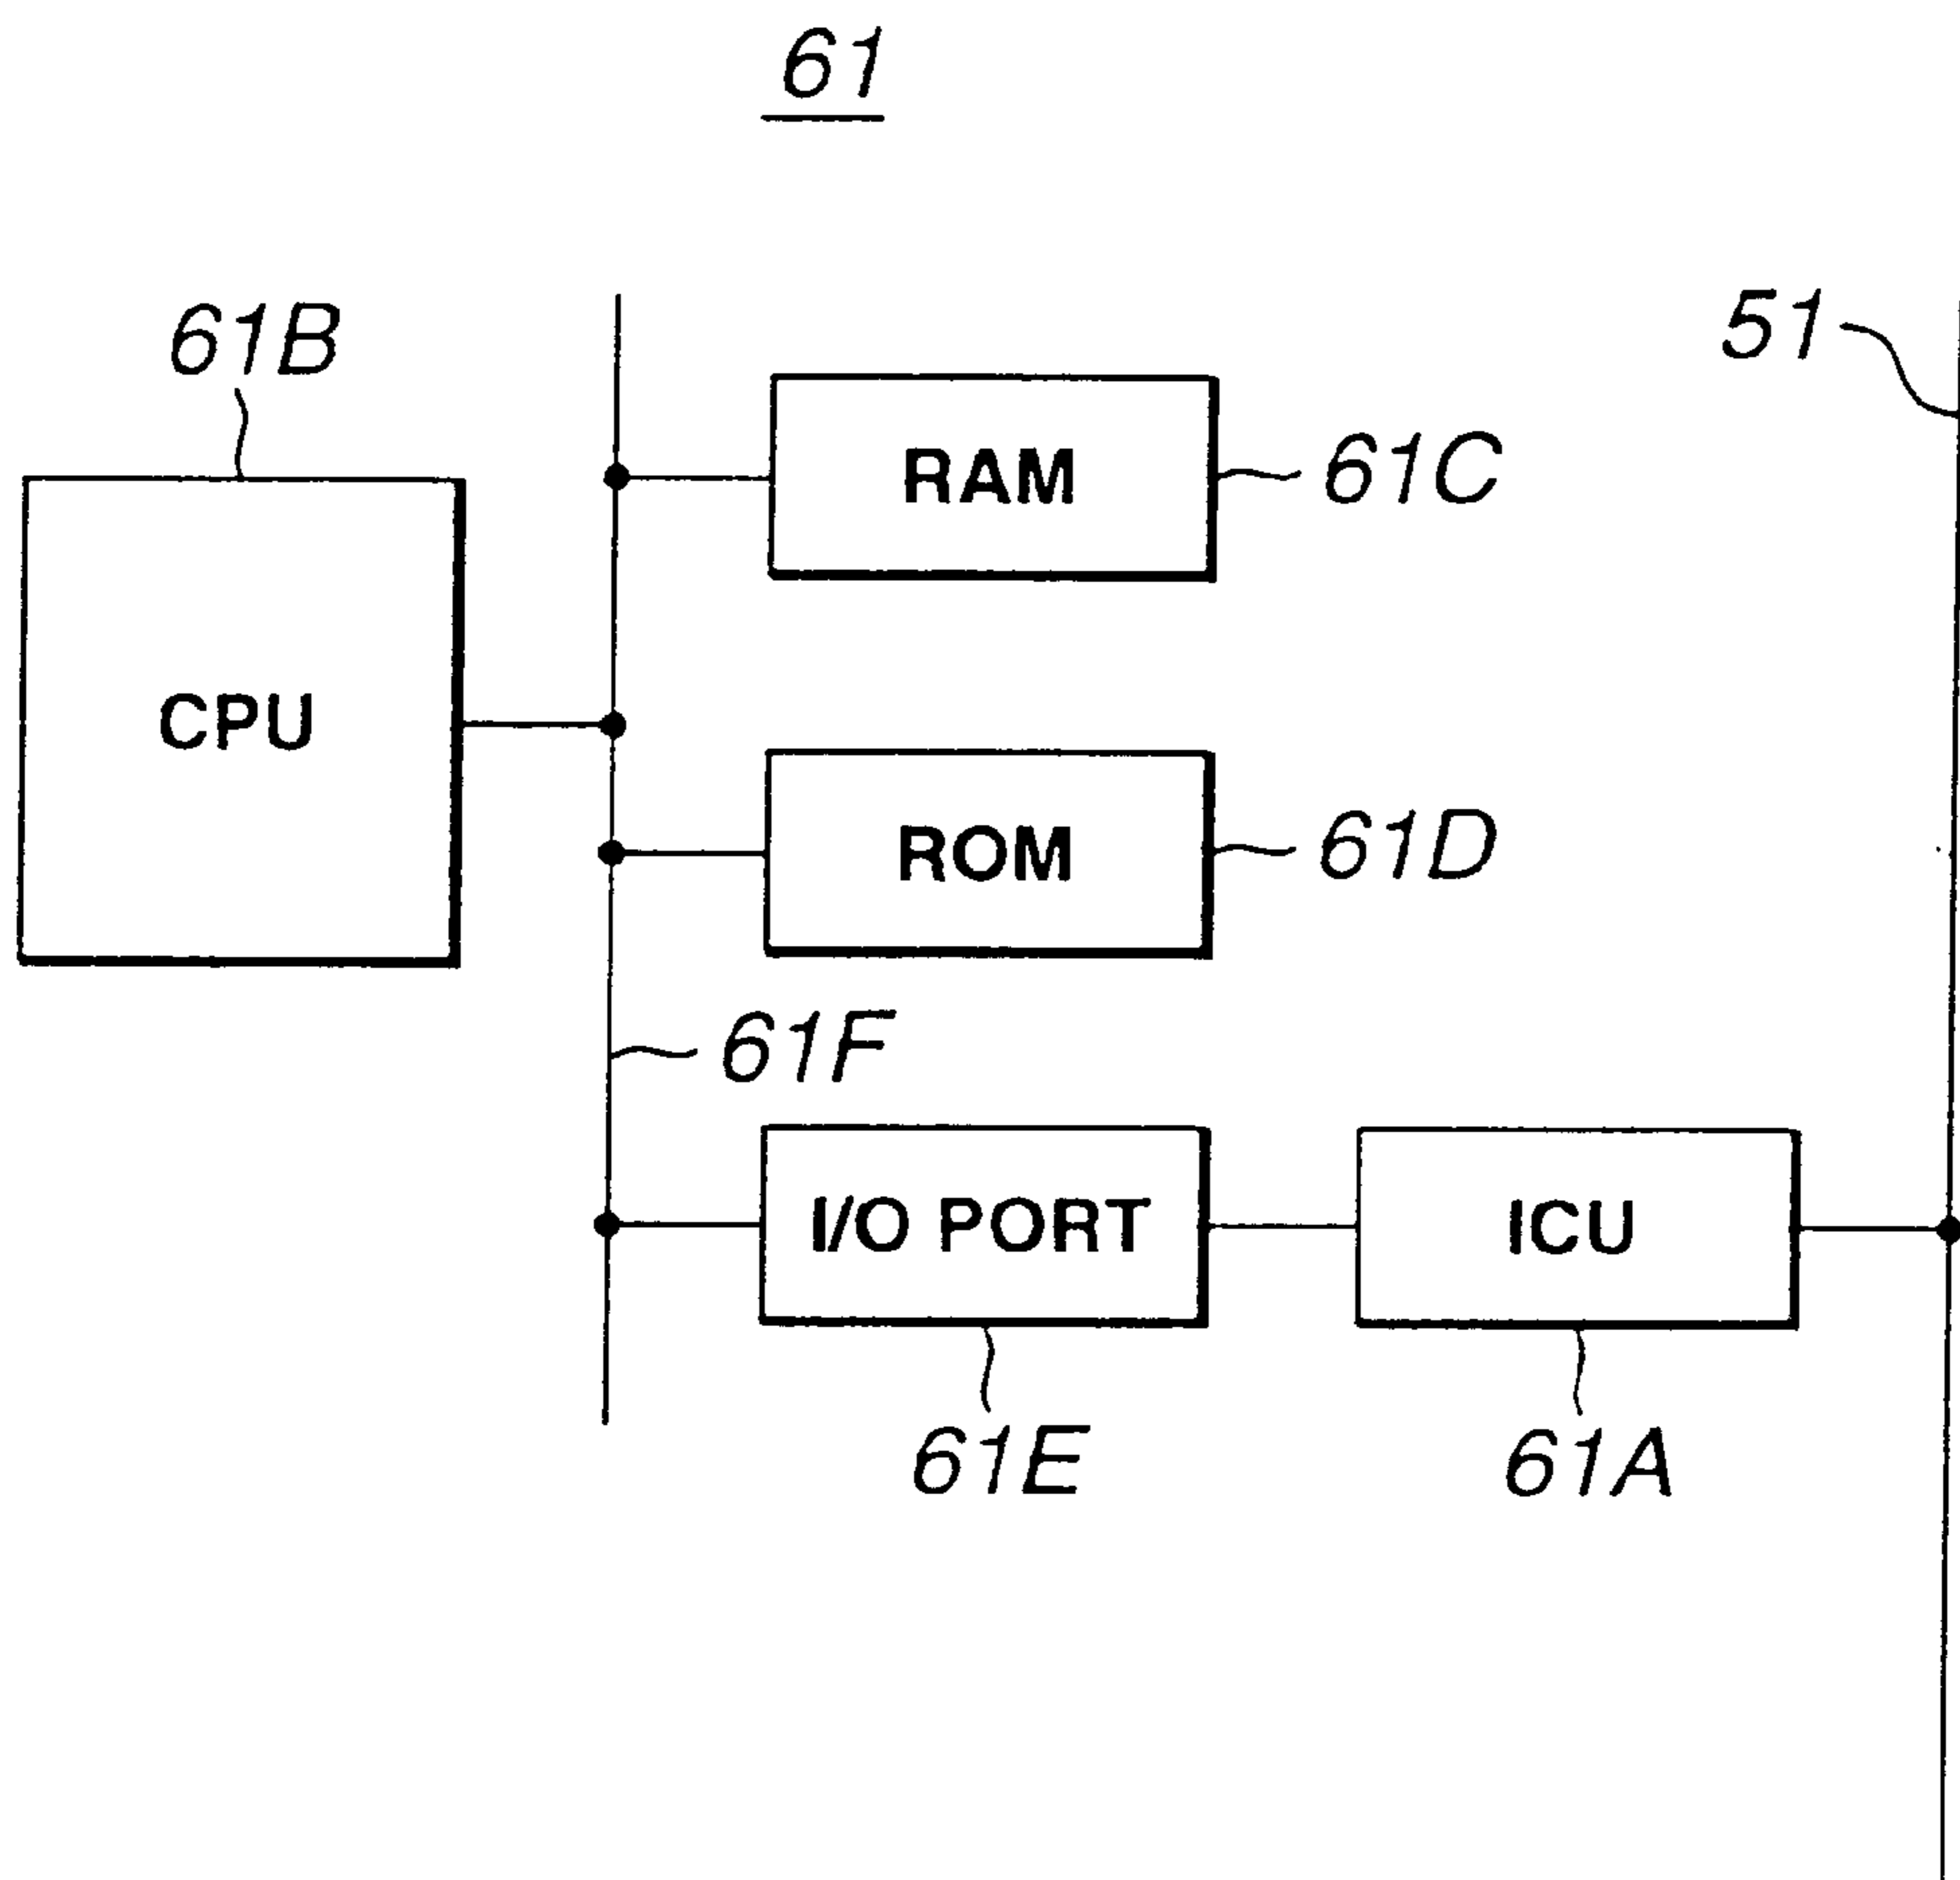 61
61B
51
RAM
61C
CPU
ROM
61D
61F
I/O PORT
ICU
61E
61A